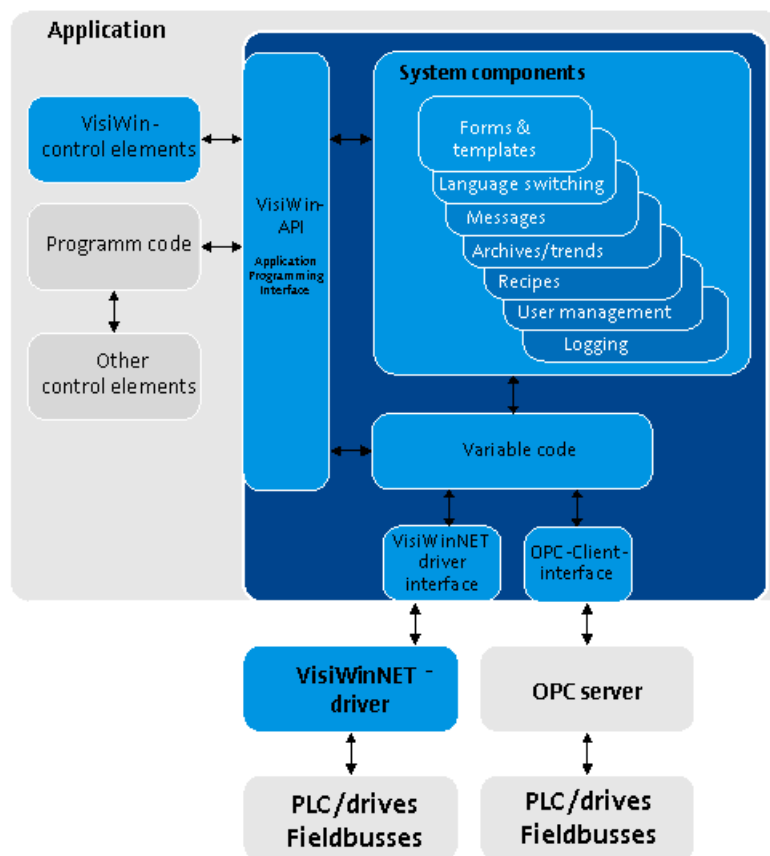 Application
System components
VisiWin-
control elements
Forms &
templates
Language switching
VisiWin-
API
Messages
Programm code
Application
Programming
Interface
Archives/trends
Recipes
User management
Logging
Other
control elements
Variable code
VisiWinNET
driver
interface
OPC-Client-
interface
VisiWinNET -
driver
OPC server
PLC/drives
Fieldbusses
PLC/drives
Fieldbusses